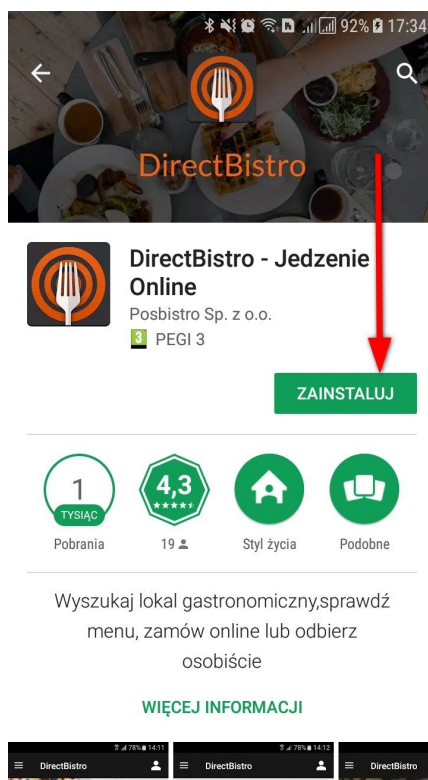 92% 17:34
DirectBistro
DirectBistro - Jedzenie
Online
Posbistro Sp. z o.o.
3 PEGI 3
ZAINSTALUJ
1
TYSIĄC
4,3
Pobrania 19 Styl życia Podobne
Wyszukaj lokal gastronomiczny,sprawdź
menu, zamów online lub odbierz
osobiście
WIĘCEJ INFORMACJI
78% 14:11 78% 14:12
DirectBistro DirectBistro DirectBistro